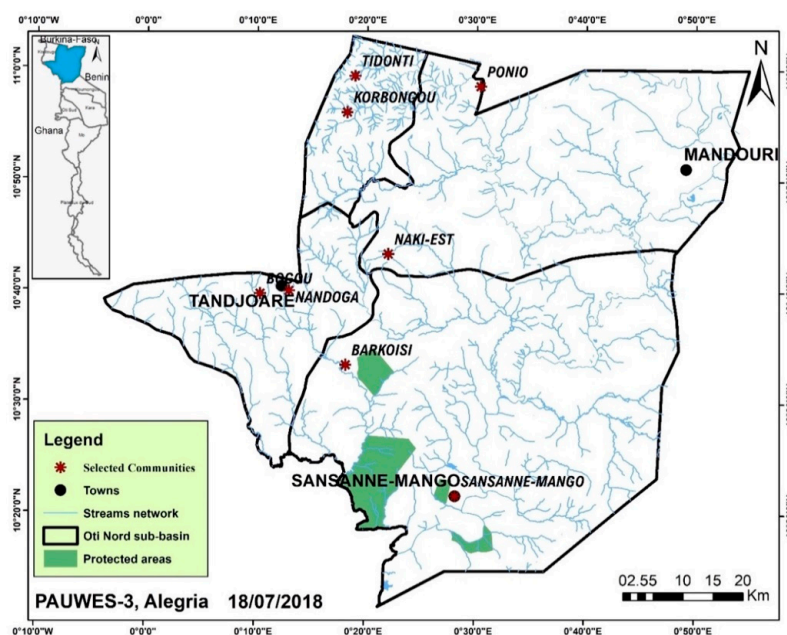 0°10'0"W 0°0'0" 0°10'0"E 0°20'0"E 0°30'0"E 0°40'0"E 0°50'0"E
Burkina-Faso
N
Benin
Ghana
11°0'0"N
10°50'0"N
10°40'0"N
10°30'0"N
10°20'0"N
N
TIDONTI
PONIO
KORBONGOU
MANDOURI
NAKI-EST
BOGOU
TANDJOARE
NANDOGA
BARKOISI
SANSANNE-MANGO
SANSANNE-MANGO
Legend
Selected Communities
Towns
Streams network
Oti Nord sub-basin
Protected areas
PAUWES-3, Alegria 18/07/2018
02.55 10 15 20
Km
0°10'0"W 0°0'0" 0°10'0"E 0°20'0"E 0°30'0"E 0°40'0"E 0°50'0"E